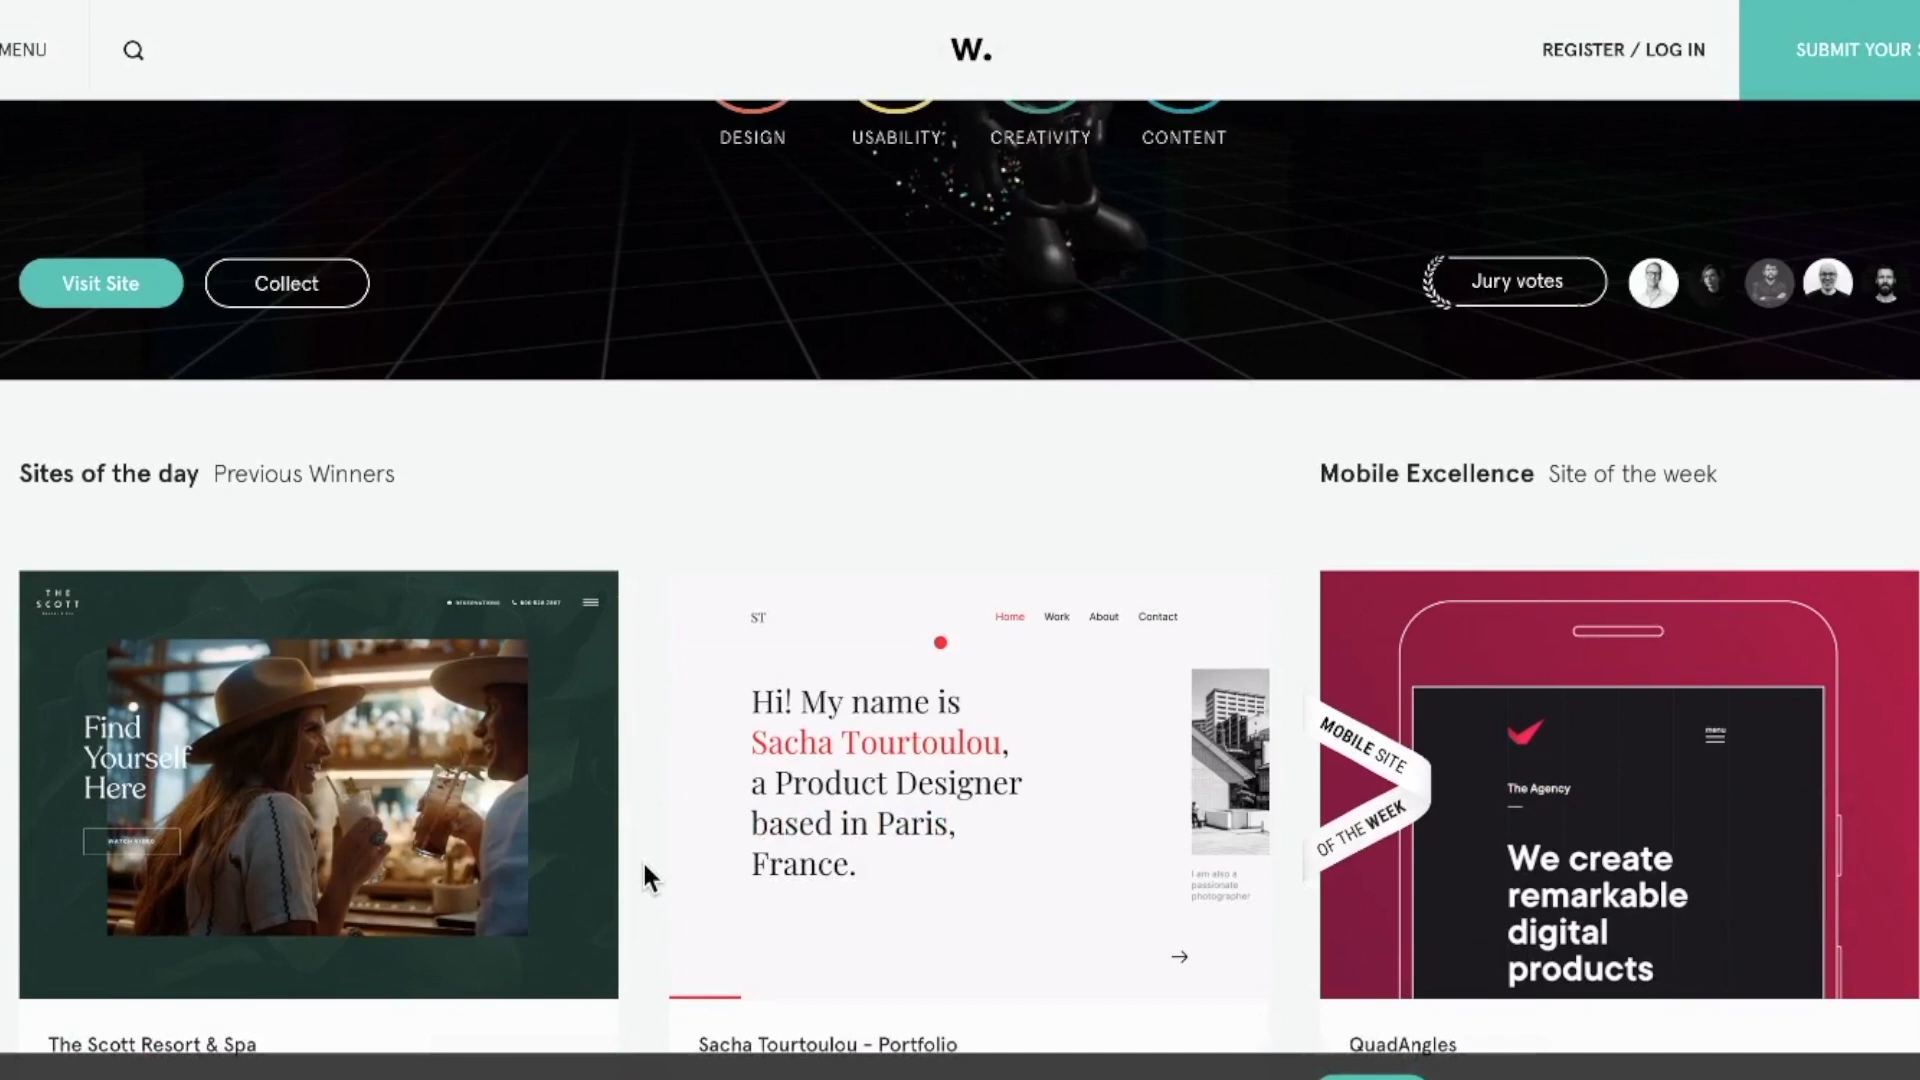 MENU
W.
REGISTER / LOG IN
SUBMIT YOUR
DESIGN
USABILITY
CREATIVITY
CONTENT
Visit Site
Collect
Jury votes
Sites of the day Previous Winners
Mobile Excellence Site of the week
THE
SCOTT
Find
Yourself
Here
WATCH VIDEO
ST
Home Work About Contact
Hi! My name is
Sacha Tourtoulou,
a Product Designer
based in Paris,
France.
I am also a
passionate
photographer
MOBILE SITE
OF THE WEEK
menu
The Agency
We create
remarkable
digital
products
The Scott Resort & Spa
Sacha Tourtoulou – Portfolio
QuadAngles